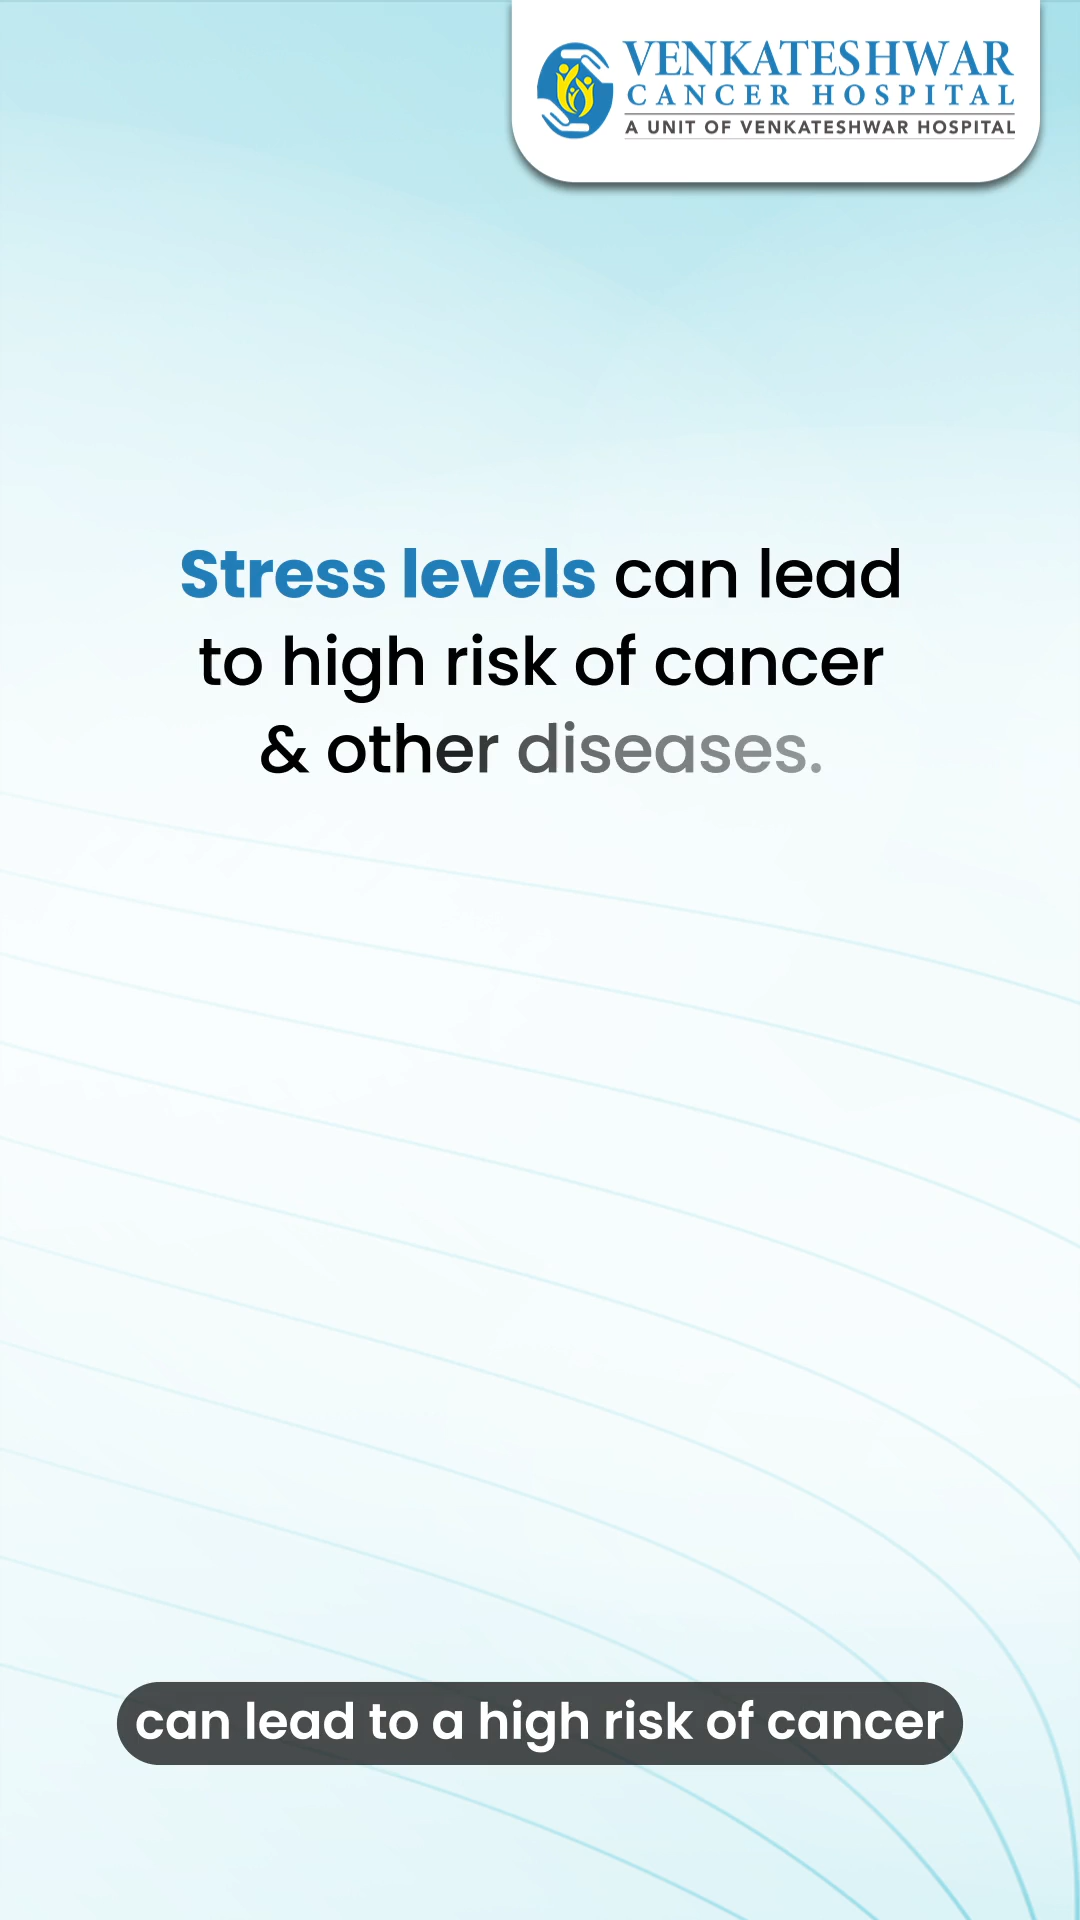 VENKATESHWAR
CANCER HOSPITAL
A UNIT OF VENKATESHWAR HOSPITAL
Stress levels can lead
to high risk of cancer
& other diseases.
can lead to a high risk of cancer